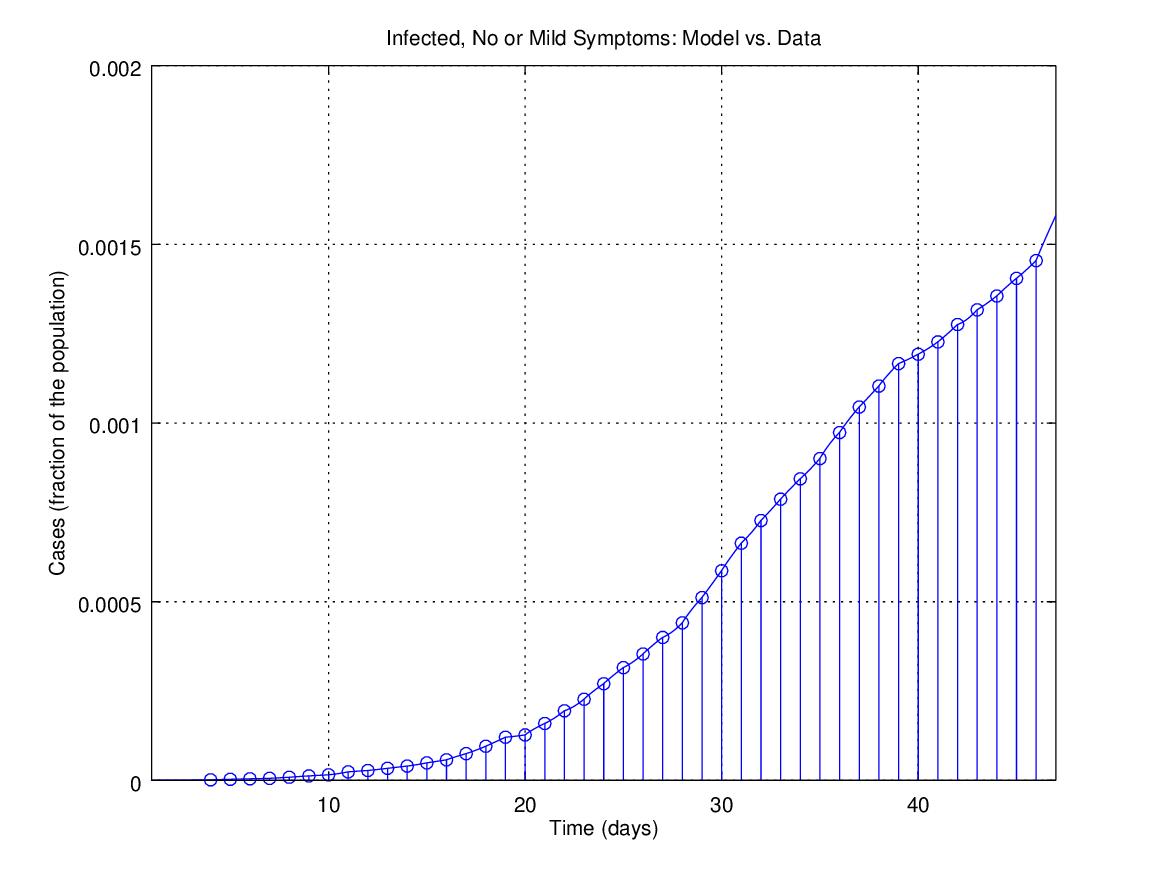 Infected, No or Mild Symptoms: Model vs. Data
0.002
0.0015
0.001
0.0005
0
Cases (fraction of the population)
10 20 30 40
Time (days)